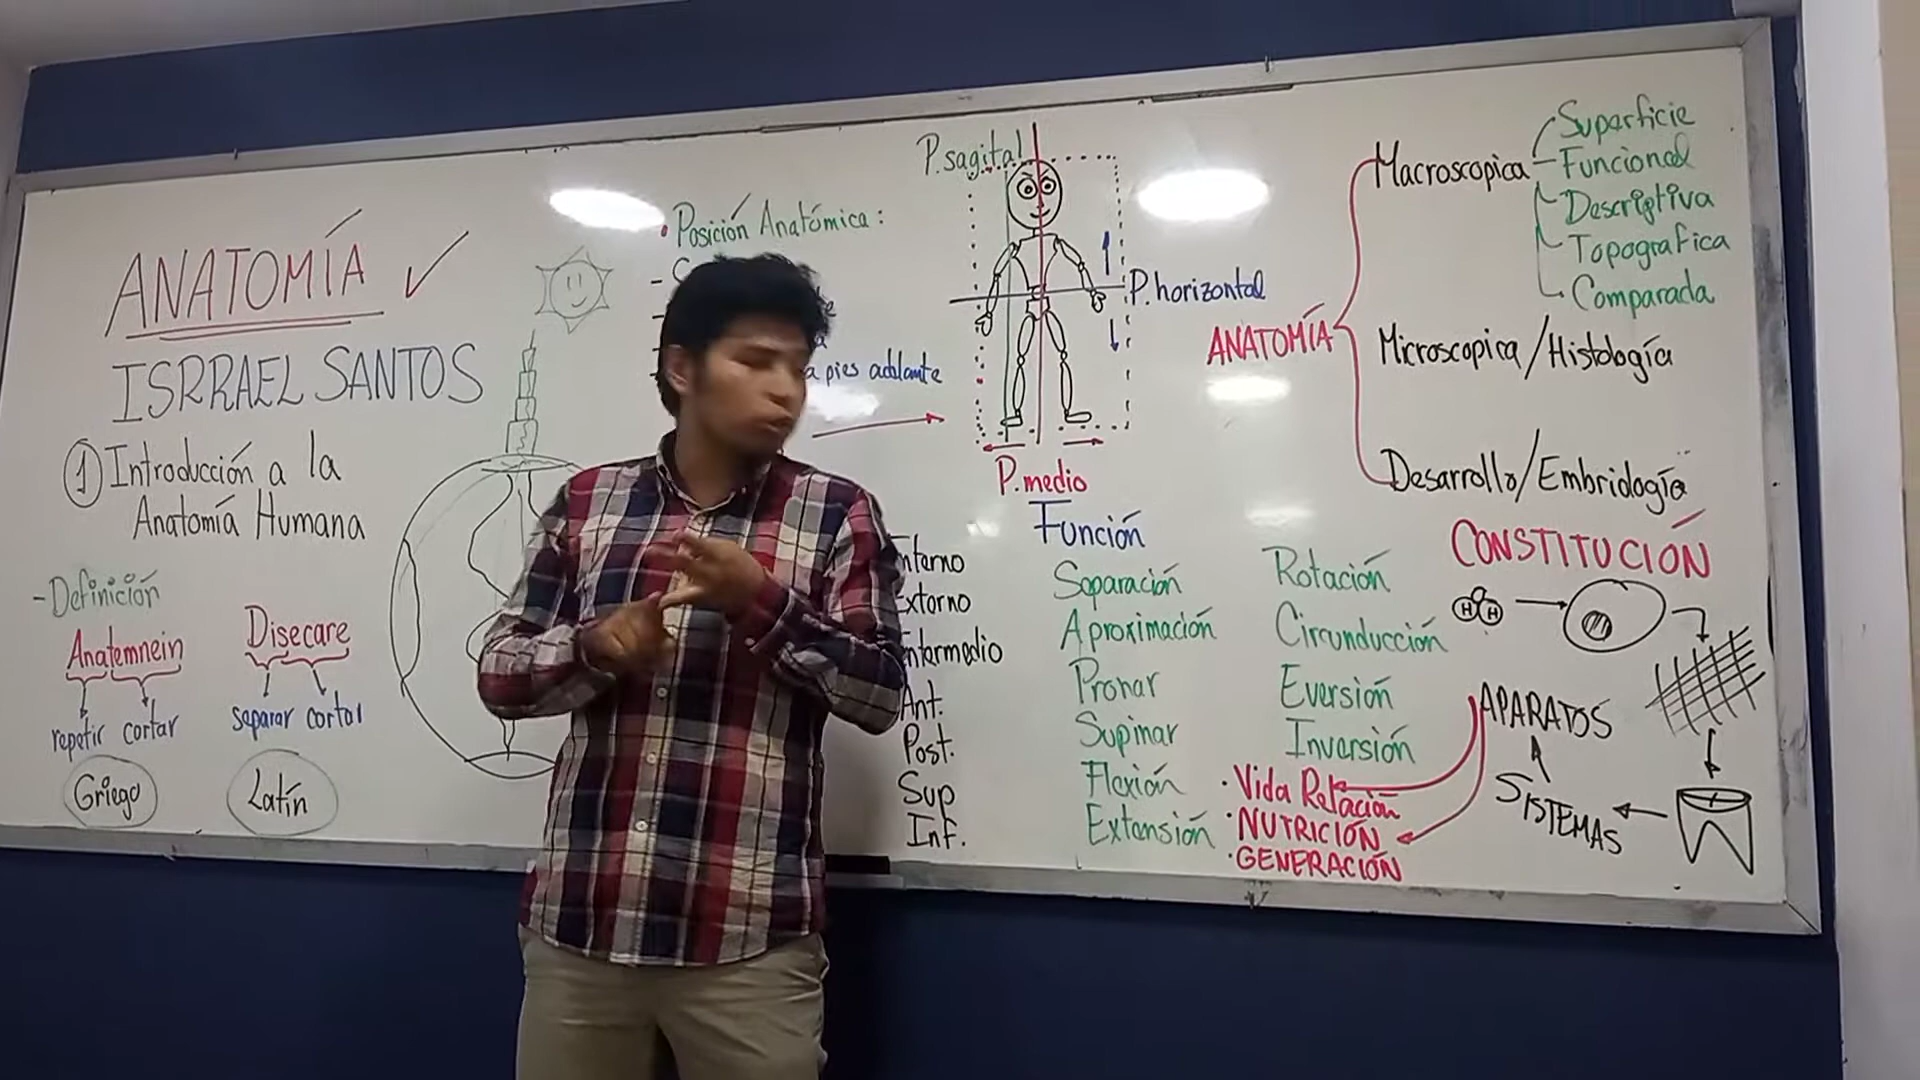 ANATOMÍA
ISRRAEL SANTOS
① Introducción a la
Anatomía Humana
- Definición
Anatemnein
repetir cortar
Griego
Disecare
separar cortar
Latín
• Posición Anatómica:
a pies adelante
P. sagital
P. horizontal
P. medio
Función
Separación
Aproximación
Pronar
Supinar
Flexión
Extensión
Rotación
Circunducción
Eversión
Inversión
nterno
xterno
ntermedio
Ant.
Post.
Sup
Inf.
ANATOMÍA
Macroscopica
Superficie
Funcional
Descriptiva
Topografica
Comparada
Microscopica/Histología
Desarrollo/Embriología
CONSTITUCIÓN
H H
APARATOS
SISTEMAS
• Vida Relación
• NUTRICIÓN
• GENERACIÓN